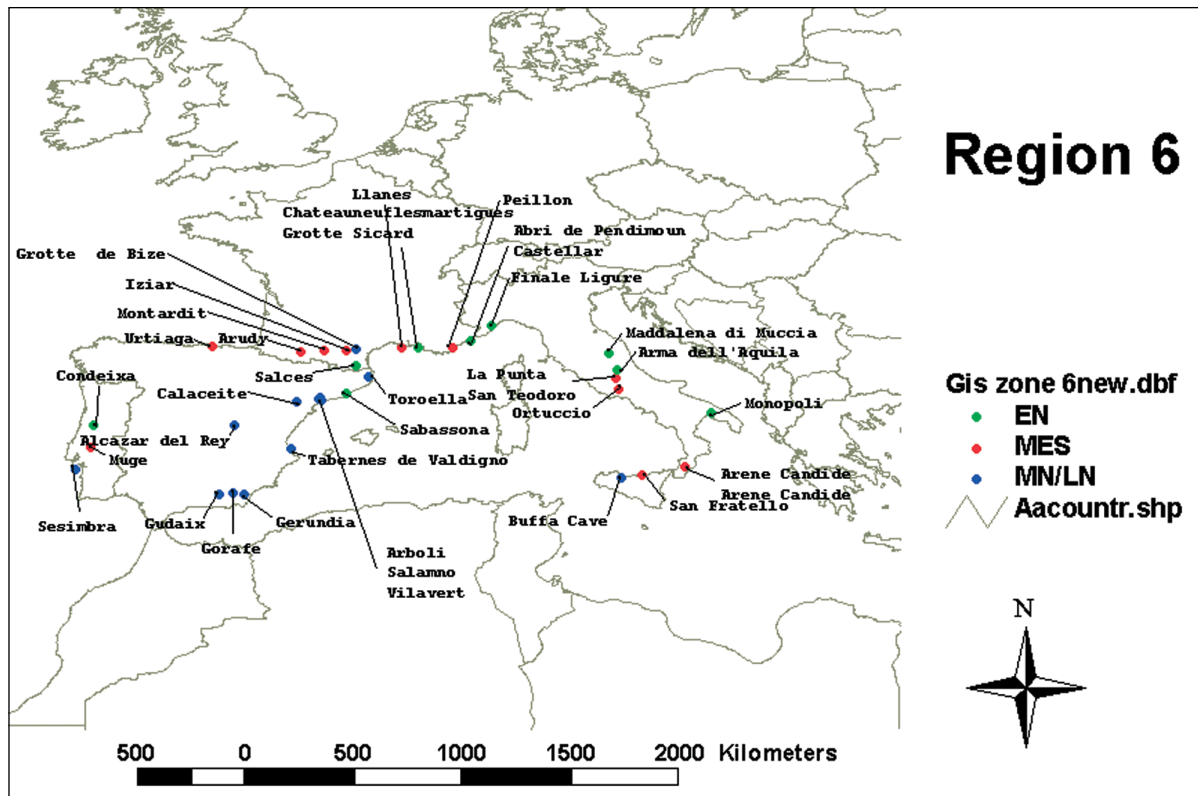 Region 6
Llanes
Chateauneuflesmartigues
Grotte Sicard
Peillon
Abri de Pendimoun
Castellar
Finale Ligure
Grotte de Bize
Iziar
Montardit
Urtiaga
Arudy
Maddalena di Muccia
Arma dell'Aquila
Condeixa
Salces
La Punta
San Teodoro
Ortuccio
Calaceite
Toroella
Monopoli
Sabassona
Alcazar del Rey
Muge
Tabernes de Valdigno
Arene Candide
Arene Candide
San Fratello
Sesimbra
Gudaix
Gerundia
Buffa Cave
Gorafe
Arboli
Salamno
Vilavert
Gis zone 6new.dbf
EN
MES
MN/LN
Aacountr.shp
N
500 0 500 1000 1500 2000 Kilometers